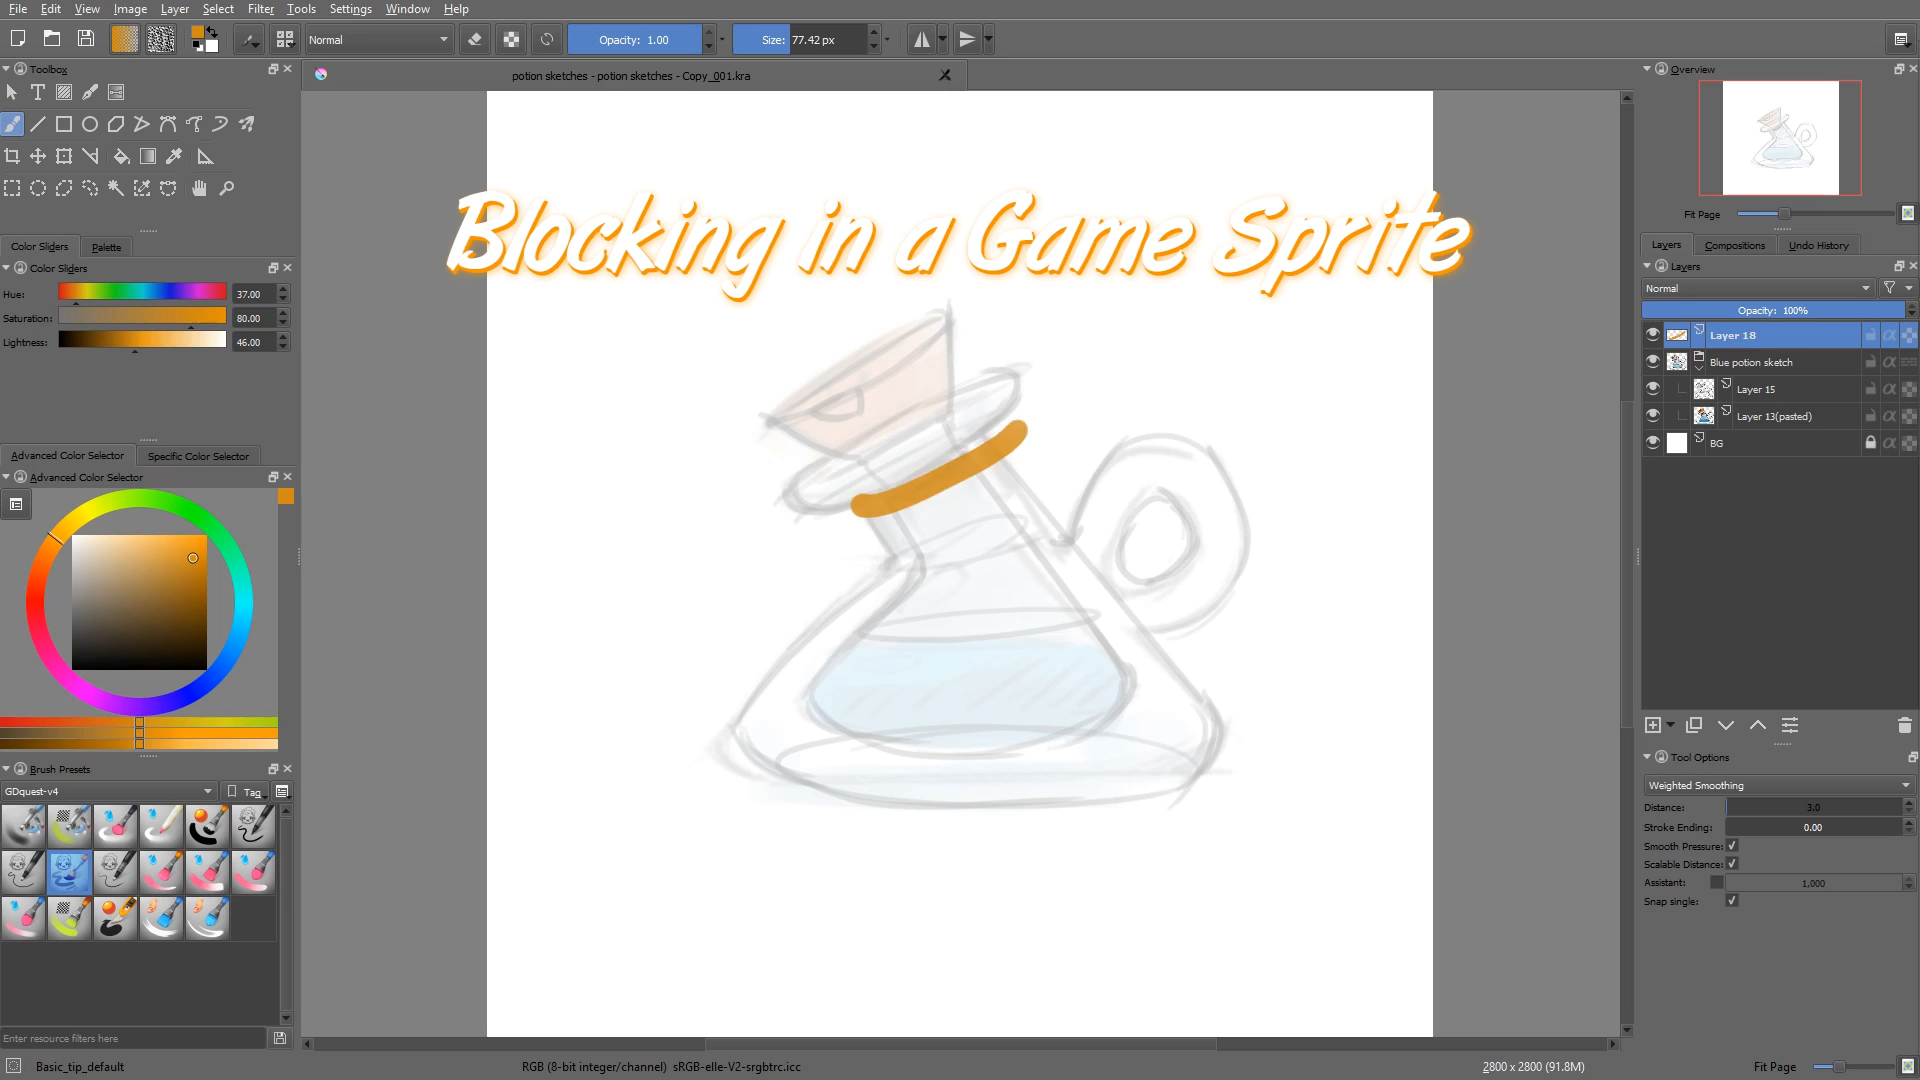 File Edit View Image Layer Select Filter Tools Settings Window Help
Normal Opacity: 1.00 Size: 77.42 px
Toolbox
potion sketches - potion sketches - Copy_001.kra
Overview
Blocking in a Game Sprite
Fit Page
Color Sliders Palette
Color Sliders
Hue: 37.00
Saturation: 80.00
Lightness: 46.00
Layers Compositions Undo History
Layers
Normal
Opacity: 100%
Layer 18
Blue potion sketch
Layer 15
Layer 13(pasted)
BG
Advanced Color Selector Specific Color Selector
Advanced Color Selector
Brush Presets
GDquest-v4 Tag
Tool Options
Weighted Smoothing
Distance: 3.0
Stroke Ending: 0.00
Smooth Pressure:
Scalable Distance:
Assistant: 1,000
Snap single:
Enter resource filters here
Basic_tip_default
RGB (8-bit integer/channel) sRGB-elle-V2-srgbtrc.icc
2800 x 2800 (91.8M)
Fit Page